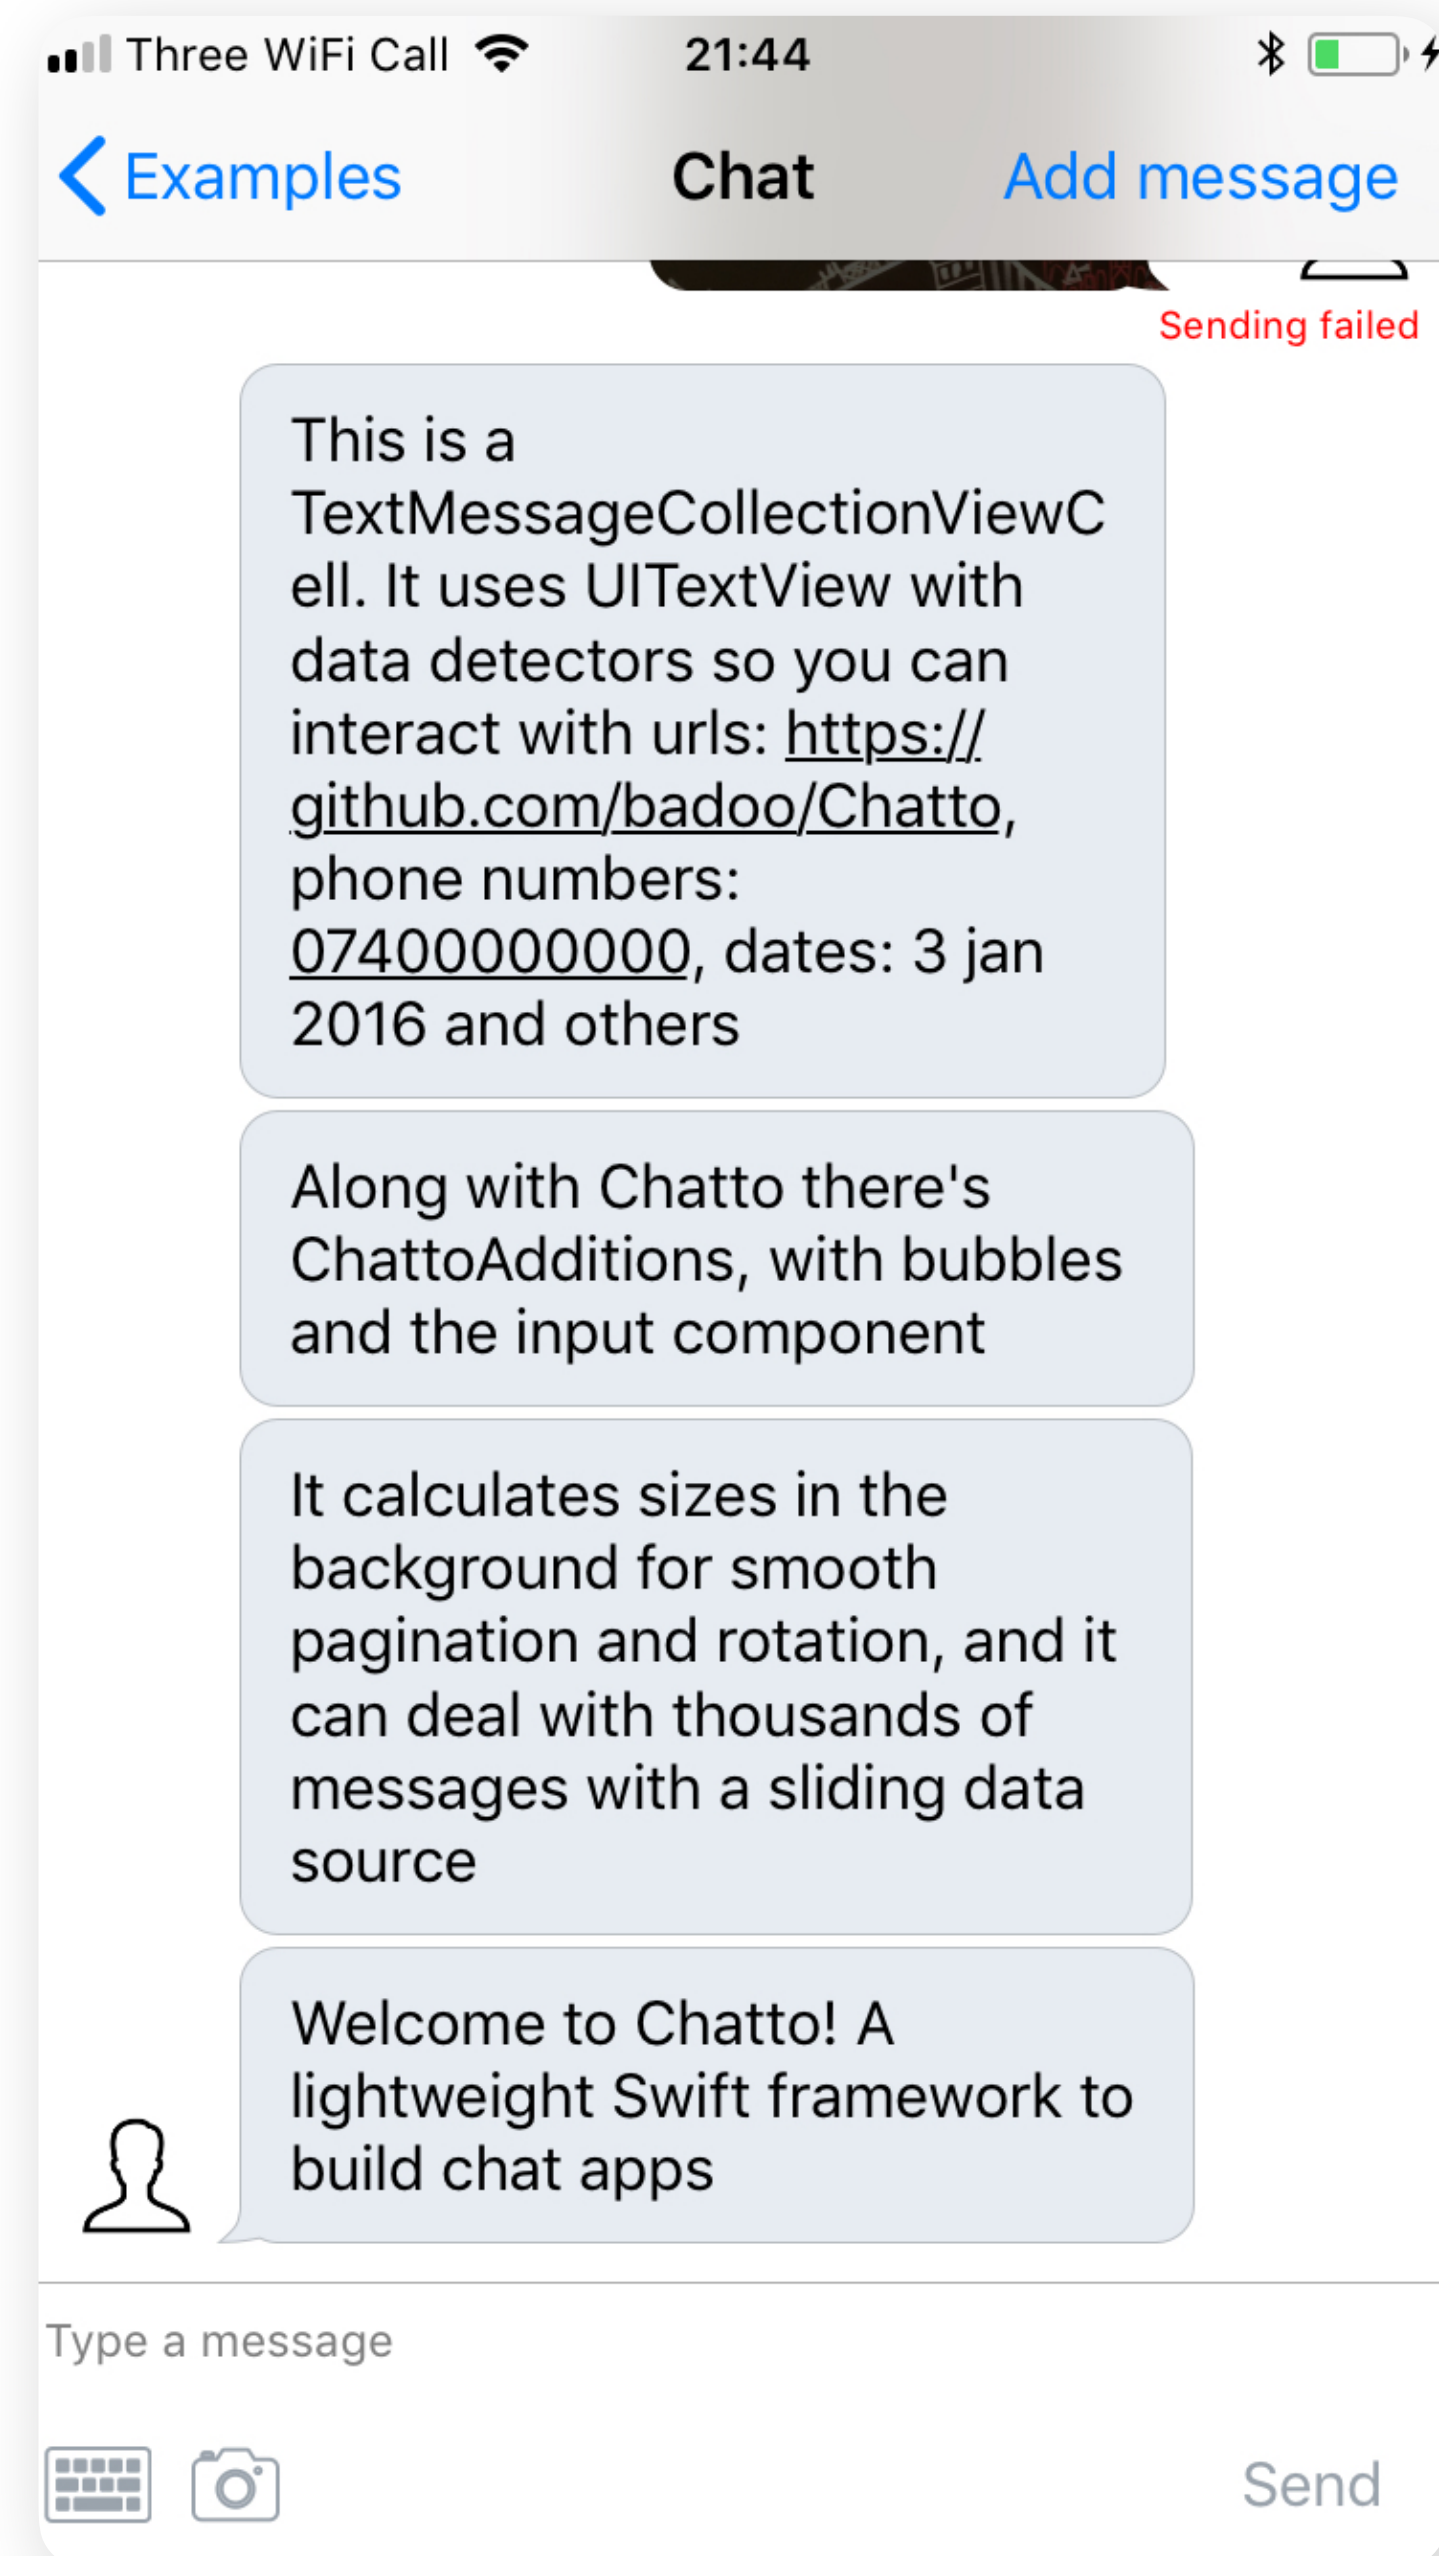 Three WiFi Call
21:44
Examples
Chat
Add message
Sending failed
This is a
TextMessageCollectionViewC
ell. It uses UITextView with
data detectors so you can
interact with urls: https://
github.com/badoo/Chatto,
phone numbers:
07400000000, dates: 3 jan
2016 and others
Along with Chatto there's
ChattoAdditions, with bubbles
and the input component
It calculates sizes in the
background for smooth
pagination and rotation, and it
can deal with thousands of
messages with a sliding data
source
Welcome to Chatto! A
lightweight Swift framework to
build chat apps
Type a message
Send